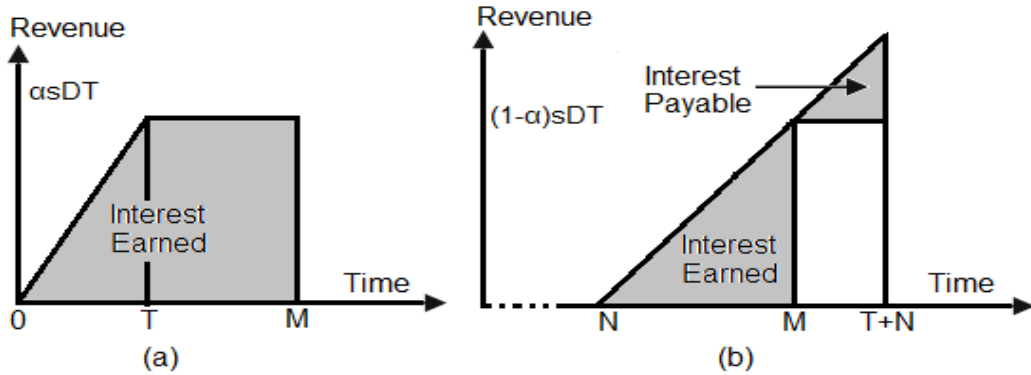 Revenue
αsDT
Interest
Earned
Time
0
T
M
(a)
Revenue
Interest
Payable
(1-α)sDT
Interest
Earned
Time
N
M
T+N
(b)